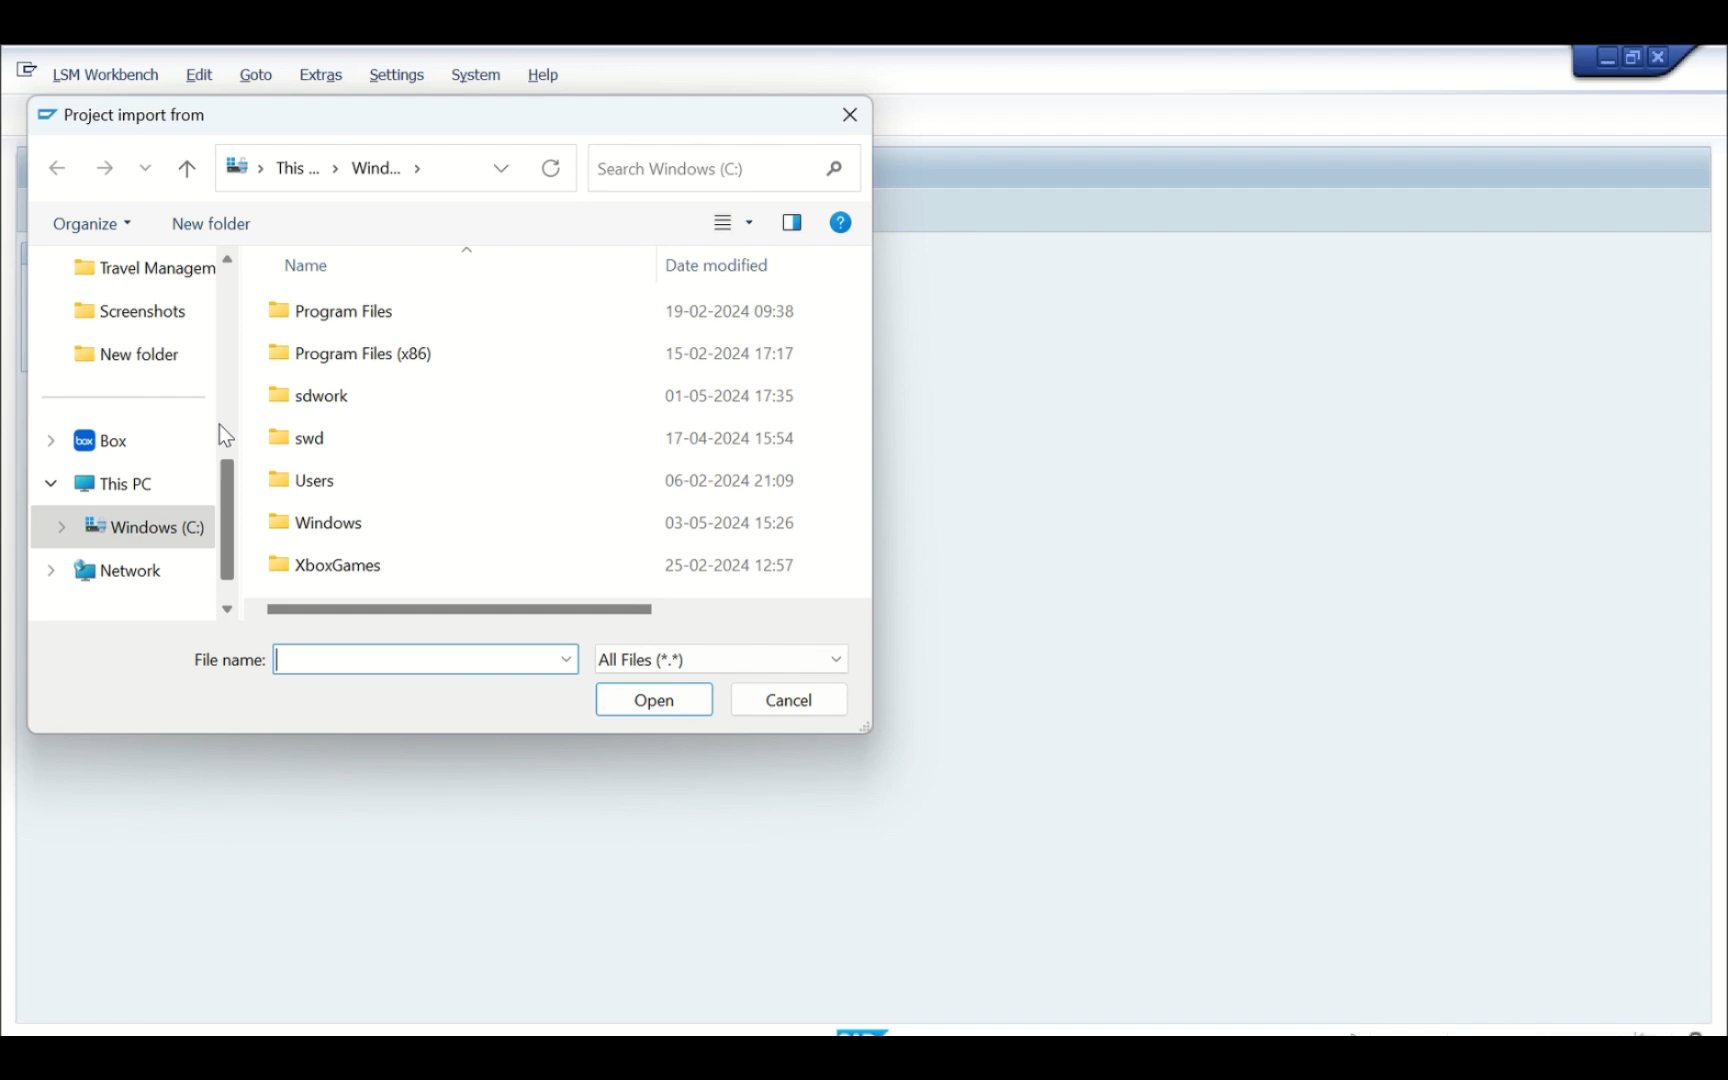 LSM Workbench Edit Goto Extras Settings System Help
Project import from
This ... Wind...
Search Windows (C:)
Organize New folder
Name Date modified
Travel Managem
Screenshots
New folder
box Box
This PC
Windows (C:)
Network
Program Files 19-02-2024 09:38
Program Files (x86) 15-02-2024 17:17
sdwork 01-05-2024 17:35
swd 17-04-2024 15:54
Users 06-02-2024 21:09
Windows 03-05-2024 15:26
XboxGames 25-02-2024 12:57
File name: All Files (*.*)
Open Cancel